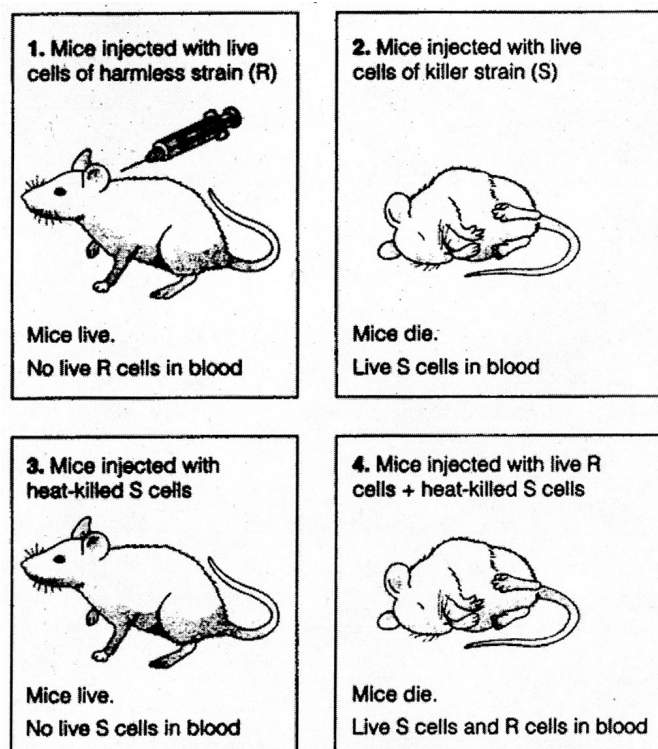 1. Mice injected with live
cells of harmless strain (R)
Mice live.
No live R cells in blood
2. Mice injected with live
cells of killer strain (S)
Mice die.
Live S cells in blood
3. Mice injected with
heat-killed S cells
Mice live.
No live S cells in blood
4. Mice injected with live R
cells + heat-killed S cells
Mice die.
Live S cells and R cells in blood